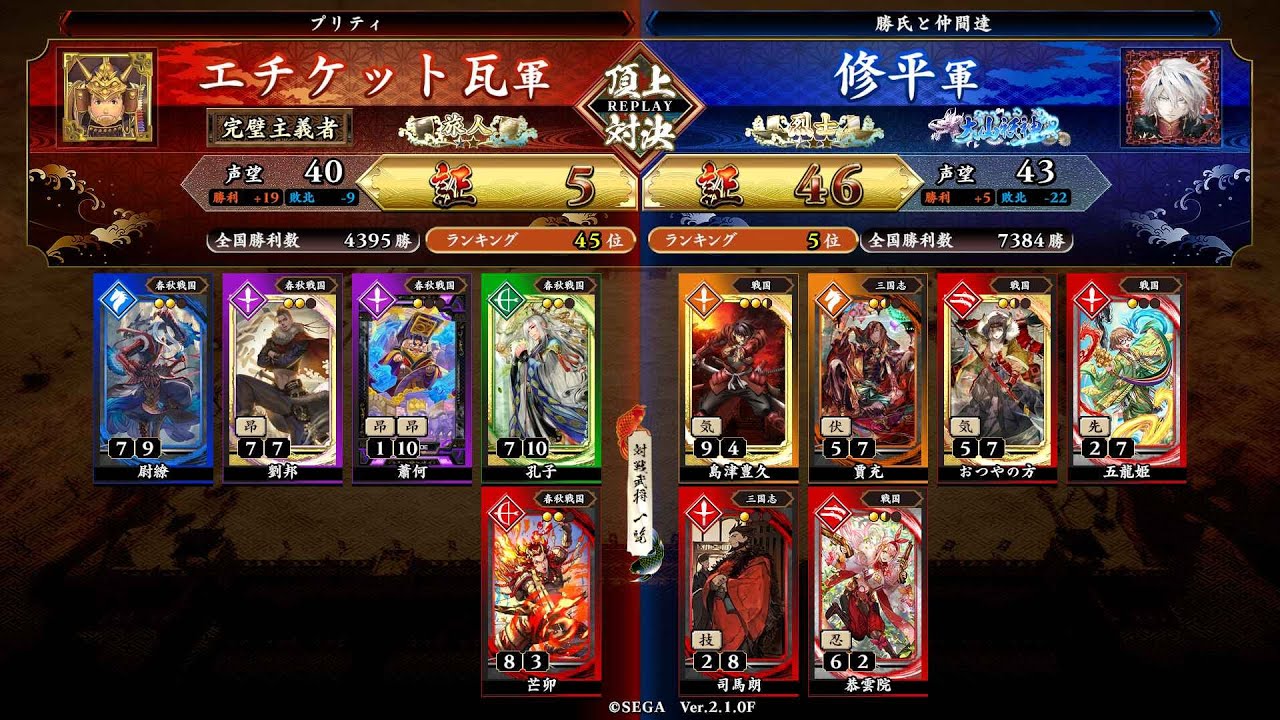 プリティ
勝氏と仲間達
エチケット瓦軍
頂上
REPLAY
対決
修平軍
完璧主義者
旅人
烈士
声望 40
証 5
証 46
声望 43
勝利 +19 敗北 -9
勝利 +5 敗北 -22
全国勝利数 4395勝
ランキング 45位
ランキング 5位
全国勝利数 7384勝
春秋戦国
春秋戦国
春秋戦国
春秋戦国
戦国
三国志
戦国
戦国
昴
昴 昴
気
伏
気
先
7 9
7 7
1 10
7 10
9 4
5 7
5 7
2 7
尉繚
劉邦
蕭何
孔子
島津豊久
賈充
おつやの方
五龍姫
対戦武将一覧
春秋戦国
三国志
戦国
技
忍
8 3
2 8
6 2
芒卯
司馬朗
恭雲院
©SEGA Ver.2.1.0F